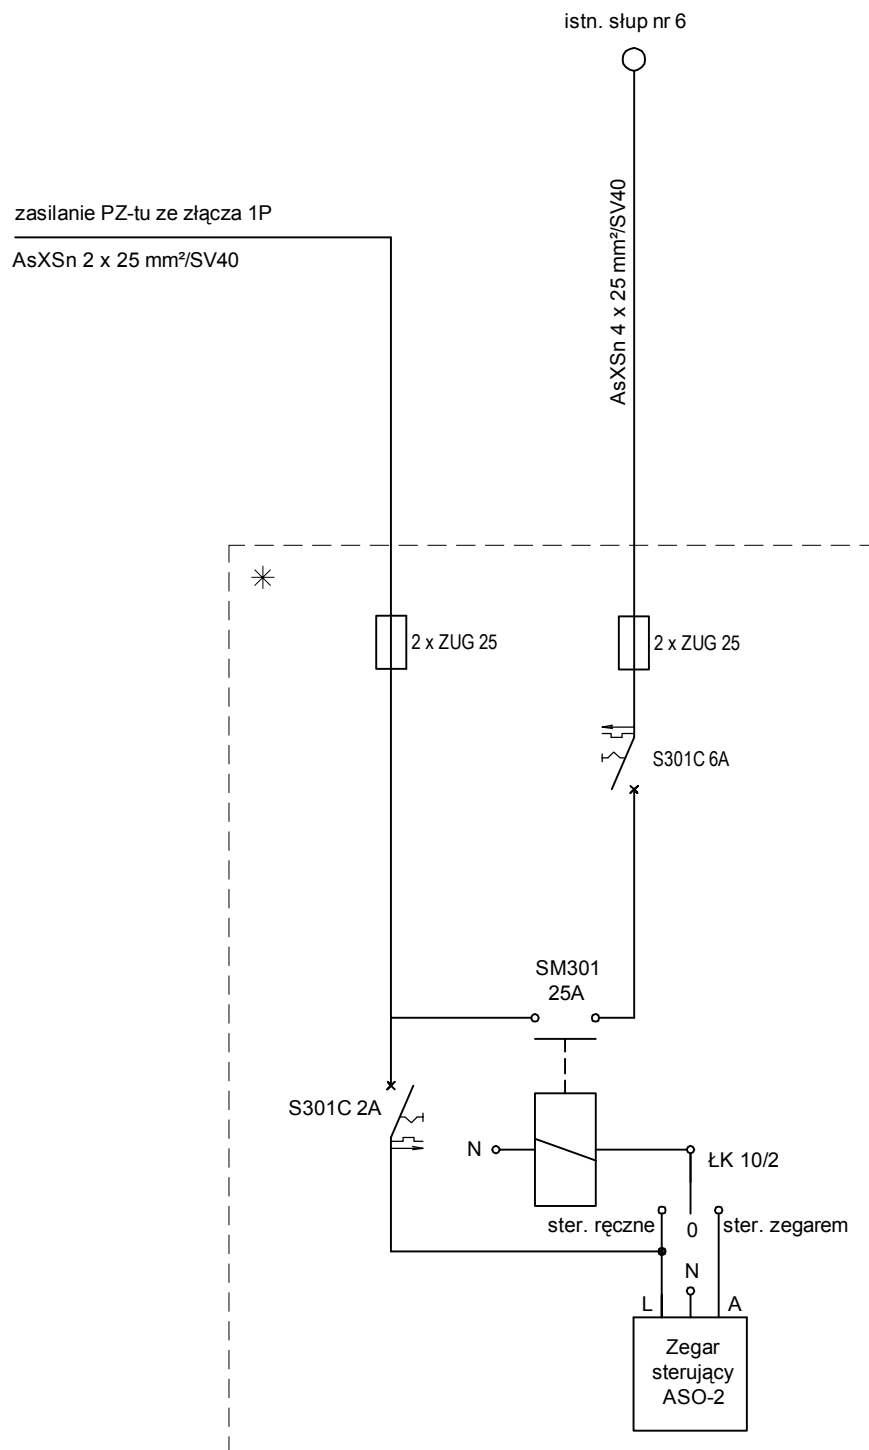 istn. słup nr 6
zasilanie PZ-tu ze złącza 1P
AsXSn 2 x 25 mm²/SV40
AsXSn 4 x 25 mm²/SV40
2 x ZUG 25
2 x ZUG 25
S301C 6A
SM301
25A
S301C 2A
N
ŁK 10/2
ster. ręczne
0
ster. zegarem
N
L
A
Zegar
sterujący
ASO-2